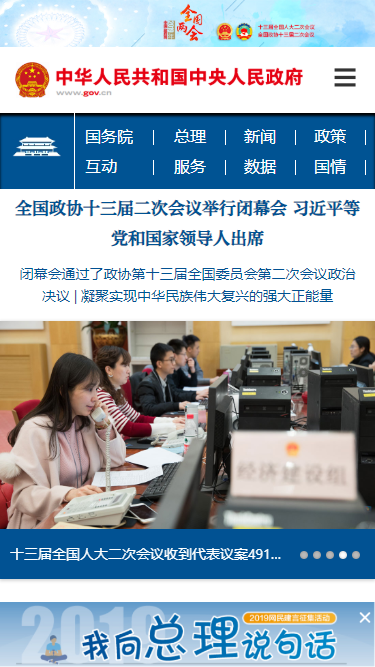 全国两会
十三届全国人大二次会议
全国政协十三届二次会议
中华人民共和国中央人民政府
www.gov.cn
国务院 | 总理 | 新闻 | 政策 |
互动 | 服务 | 数据 | 国情 |
全国政协十三届二次会议举行闭幕会 习近平等
党和国家领导人出席
闭幕会通过了政协第十三届全国委员会第二次会议政治
决议 | 凝聚实现中华民族伟大复兴的强大正能量
经济建设组
十三届全国人大二次会议收到代表议案491...
2019
2019网民建言征集活动
我向总理说句话